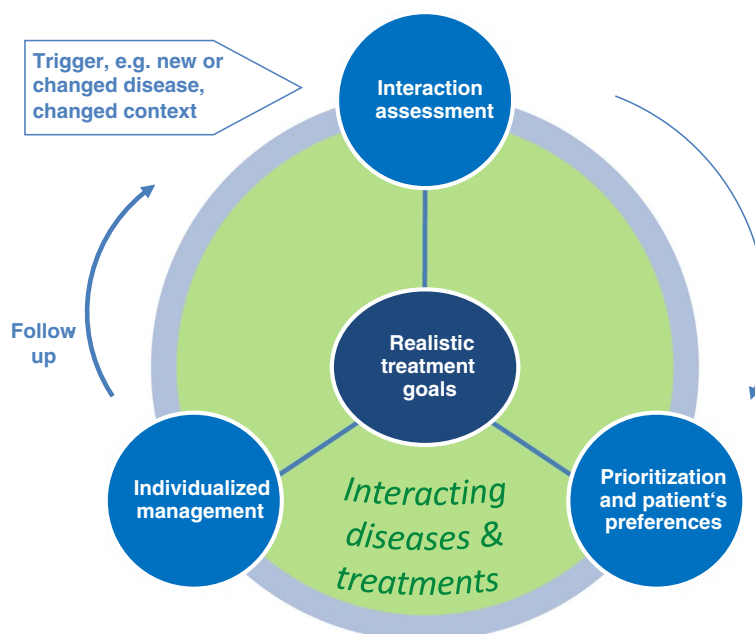 Trigger, e.g. new or
changed disease,
changed context
Interaction
assessment
Follow
up
Realistic
treatment
goals
Individualized
management
Prioritization
and patient‘s
preferences
Interacting
diseases &
treatments